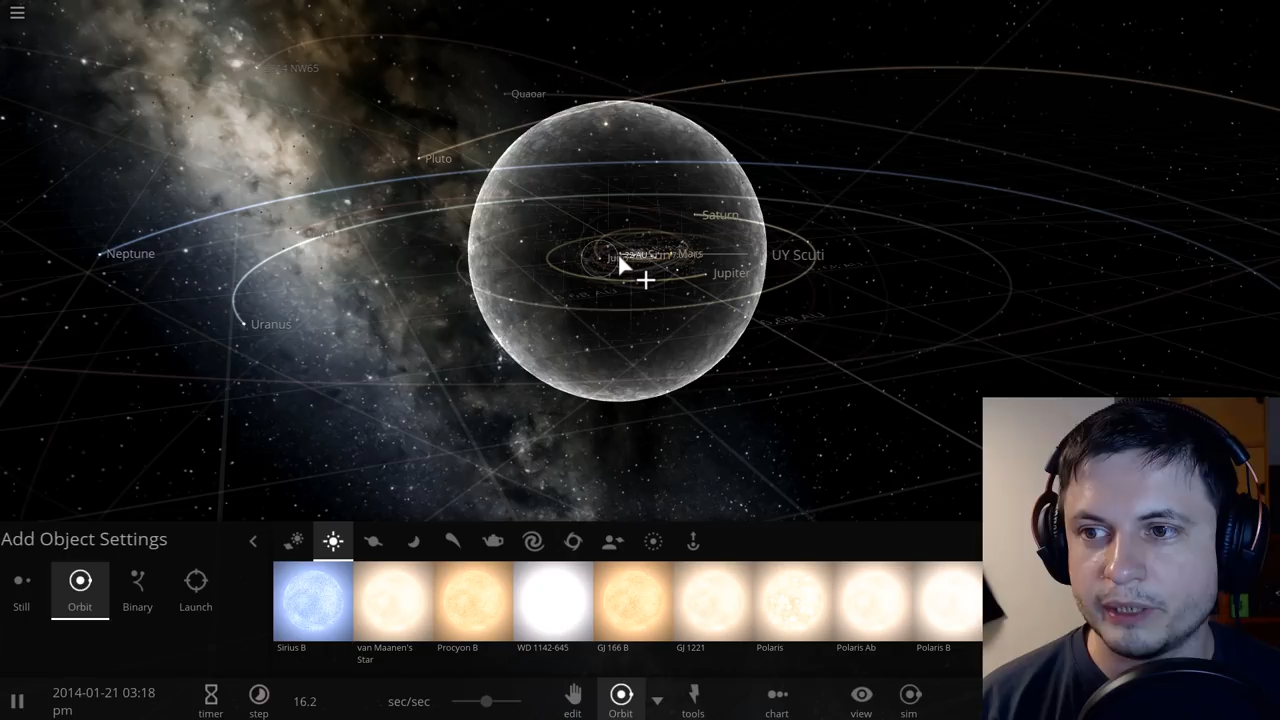 NW65
Quaoar
Pluto
Saturn
Neptune
Mars
UY Scuti
Jupiter
Uranus
Add Object Settings
Still
Orbit
Binary
Launch
Sirius B
van Maanen's
Star
Procyon B
WD 1142-645
GJ 166 B
GJ 1221
Polaris
Polaris Ab
Polaris B
2014-01-21 03:18
pm
timer
step
16.2
sec/sec
edit
Orbit
tools
chart
view
sim